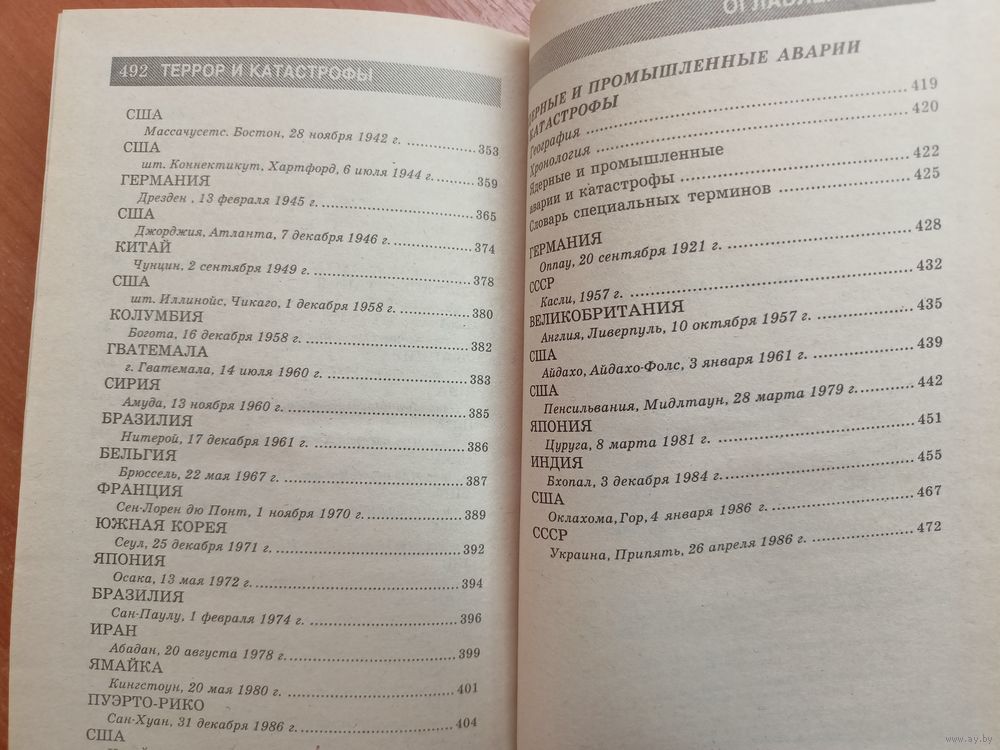 492 ТЕРРОР И КАТАСТРОФЫ
США
Массачусетс. Бостон, 28 ноября 1942 г. 353
США
шт. Коннектикут, Хартфорд, 6 июля 1944 г. 359
ГЕРМАНИЯ
Дрезден , 13 февраля 1945 г. 365
США
Джорджия, Атланта, 7 декабря 1946 г. 374
КИТАЙ
Чунцин, 2 сентября 1949 г. 378
США
шт. Иллинойс, Чикаго, 1 декабря 1958 г. 380
КОЛУМБИЯ
Богота, 16 декабря 1958 г. 382
ГВАТЕМАЛА
г. Гватемала, 14 июля 1960 г. 383
СИРИЯ
Амуда, 13 ноября 1960 г. 385
БРАЗИЛИЯ
Нитерой, 17 декабря 1961 г. 386
БЕЛЬГИЯ
Брюссель, 22 мая 1967 г. 387
ФРАНЦИЯ
Сен-Лорен дю Понт, 1 ноября 1970 г. 389
ЮЖНАЯ КОРЕЯ
Сеул, 25 декабря 1971 г. 392
ЯПОНИЯ
Осака, 13 мая 1972 г. 394
БРАЗИЛИЯ
Сан-Паулу, 1 февраля 1974 г. 396
ИРАН
Абадан, 20 августа 1978 г. 399
ЯМАЙКА
Кингстоун, 20 мая 1980 г. 401
ПУЭРТО-РИКО
Сан-Хуан, 31 декабря 1986 г. 404
США
ОГЛАВЛЕ
ЕРНЫЕ И ПРОМЫШЛЕННЫЕ АВАРИИ
КАТАСТРОФЫ
География 419
Хронология 420
Ядерные и промышленные
аварии и катастрофы 422
Словарь специальных терминов 425
ГЕРМАНИЯ
Оппау, 20 сентября 1921 г. 428
СССР
Касли, 1957 г. 432
ВЕЛИКОБРИТАНИЯ
Англия, Ливерпуль, 10 октября 1957 г. 435
США
Айдахо, Айдахо-Фолс, 3 января 1961 г. 439
США
Пенсильвания, Мидлтаун, 28 марта 1979 г. 442
ЯПОНИЯ
Цуруга, 8 марта 1981 г. 451
ИНДИЯ
Бхопал, 3 декабря 1984 г. 455
США
Оклахома, Гор, 4 января 1986 г. 467
СССР
Украина, Припять, 26 апреля 1986 г. 472
www.ay.by